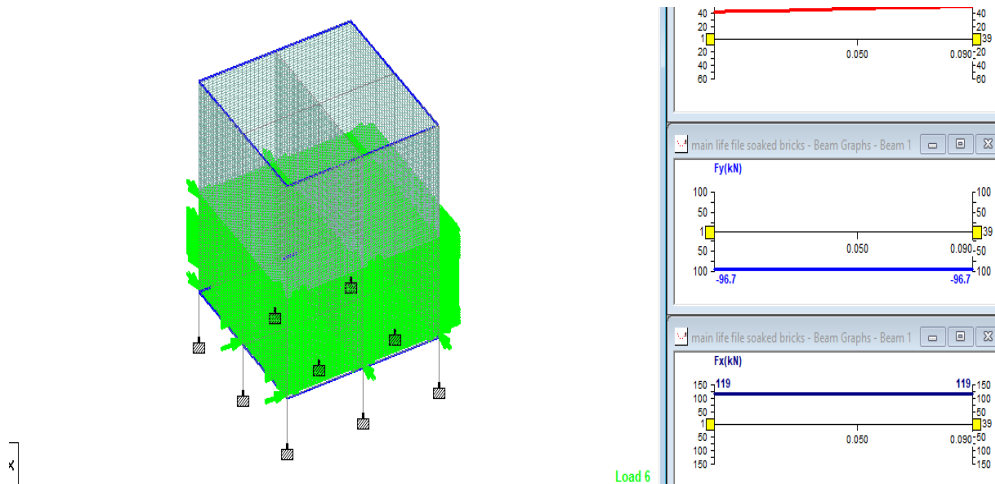 40 40
20 20
1 39
20 0.050 0.090 20
40 40
60 60
main life file soaked bricks - Beam Graphs - Beam 1
Fy(kN)
100 100
50 50
1 39
50 0.050 0.090 50
100 100
-96.7 -96.7
main life file soaked bricks - Beam Graphs - Beam 1
Fx(kN)
150 119 119 150
100 100
50 50
1 39
50 0.050 0.090 50
100 100
150 150
Load 6
x